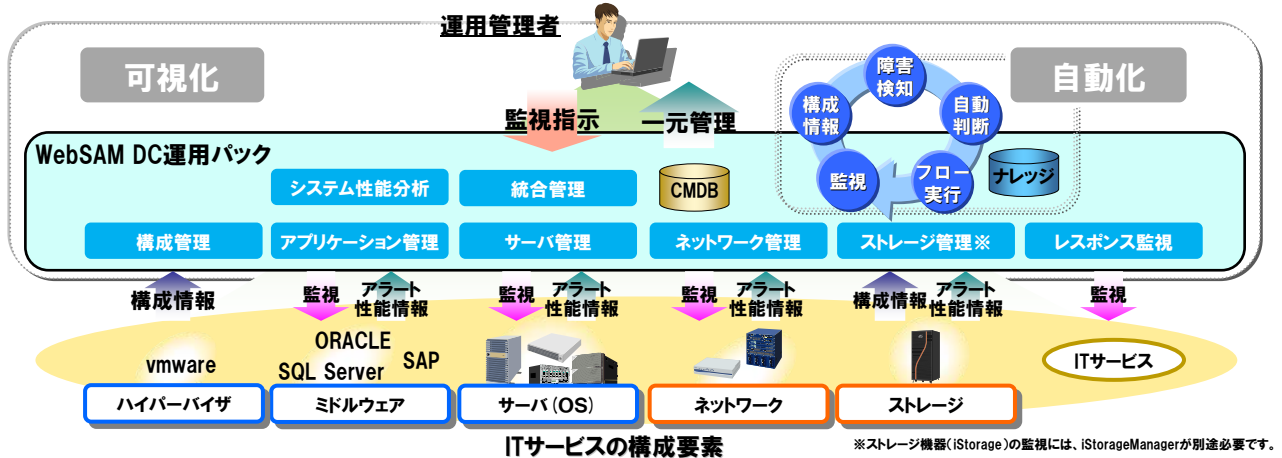 運用管理者
可視化
自動化
障害
検知
構成
情報
自動
判断
監視
フロー
実行
ナレッジ
監視指示
一元管理
WebSAM DC運用パック
システム性能分析
統合管理
CMDB
構成管理
アプリケーション管理
サーバ管理
ネットワーク管理
ストレージ管理※
レスポンス監視
構成情報
監視
アラート
性能情報
監視
アラート
性能情報
監視
アラート
性能情報
構成情報
アラート
性能情報
監視
vmware
ORACLE
SQL Server
SAP
ITサービス
ハイパーバイザ
ミドルウェア
サーバ(OS)
ネットワーク
ストレージ
ITサービスの構成要素
※ストレージ機器(iStorage)の監視には、iStorageManagerが別途必要です。